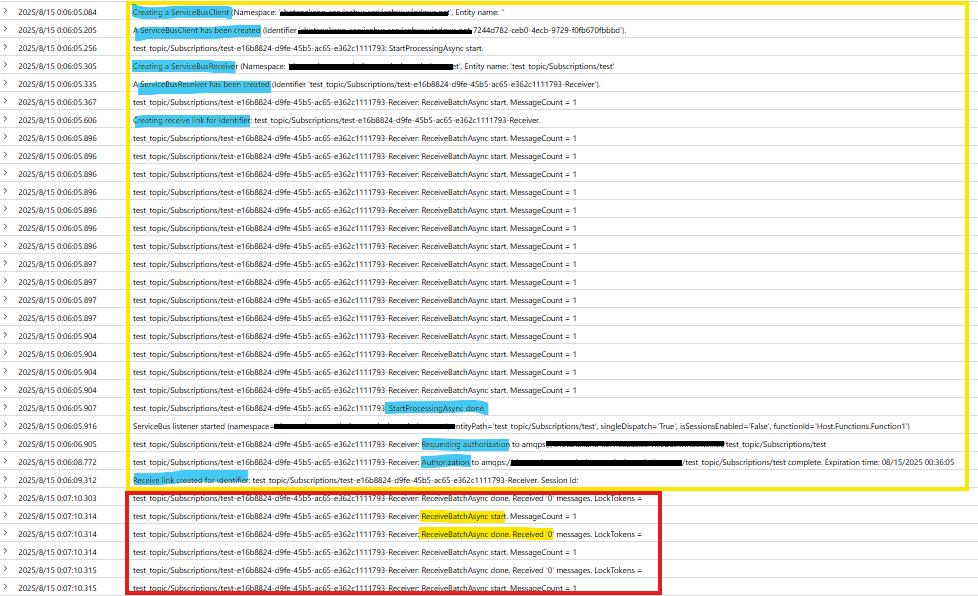 2025/8/15 0:06:05.084 Creating a ServiceBusClient (Namespace: ', Entity name: ''
2025/8/15 0:06:05.205 A ServiceBusClient has been created (Identifier 7244d782-ceb0-4ecb-9729-f0fb670fbbbd').
2025/8/15 0:06:05.256 test_topic/Subscriptions/test-e16b8824-d9fe-45b5-ac65-e362c1111793: StartProcessingAsync start.
2025/8/15 0:06:05.305 Creating a ServiceBusReceiver (Namespace: ' et', Entity name: 'test_topic/Subscriptions/test'
2025/8/15 0:06:05.335 A ServiceBusReceiver has been created (Identifier 'test_topic/Subscriptions/test-e16b8824-d9fe-45b5-ac65-e362c1111793-Receiver').
2025/8/15 0:06:05.367 test_topic/Subscriptions/test-e16b8824-d9fe-45b5-ac65-e362c1111793-Receiver: ReceiveBatchAsync start. MessageCount = 1
2025/8/15 0:06:05.606 Creating receive link for Identifier: test_topic/Subscriptions/test-e16b8824-d9fe-45b5-ac65-e362c1111793-Receiver.
2025/8/15 0:06:05.896 test_topic/Subscriptions/test-e16b8824-d9fe-45b5-ac65-e362c1111793-Receiver: ReceiveBatchAsync start. MessageCount = 1
2025/8/15 0:06:05.896 test_topic/Subscriptions/test-e16b8824-d9fe-45b5-ac65-e362c1111793-Receiver: ReceiveBatchAsync start. MessageCount = 1
2025/8/15 0:06:05.896 test_topic/Subscriptions/test-e16b8824-d9fe-45b5-ac65-e362c1111793-Receiver: ReceiveBatchAsync start. MessageCount = 1
2025/8/15 0:06:05.896 test_topic/Subscriptions/test-e16b8824-d9fe-45b5-ac65-e362c1111793-Receiver: ReceiveBatchAsync start. MessageCount = 1
2025/8/15 0:06:05.896 test_topic/Subscriptions/test-e16b8824-d9fe-45b5-ac65-e362c1111793-Receiver: ReceiveBatchAsync start. MessageCount = 1
2025/8/15 0:06:05.896 test_topic/Subscriptions/test-e16b8824-d9fe-45b5-ac65-e362c1111793-Receiver: ReceiveBatchAsync start. MessageCount = 1
2025/8/15 0:06:05.896 test_topic/Subscriptions/test-e16b8824-d9fe-45b5-ac65-e362c1111793-Receiver: ReceiveBatchAsync start. MessageCount = 1
2025/8/15 0:06:05.897 test_topic/Subscriptions/test-e16b8824-d9fe-45b5-ac65-e362c1111793-Receiver: ReceiveBatchAsync start. MessageCount = 1
2025/8/15 0:06:05.897 test_topic/Subscriptions/test-e16b8824-d9fe-45b5-ac65-e362c1111793-Receiver: ReceiveBatchAsync start. MessageCount = 1
2025/8/15 0:06:05.897 test_topic/Subscriptions/test-e16b8824-d9fe-45b5-ac65-e362c1111793-Receiver: ReceiveBatchAsync start. MessageCount = 1
2025/8/15 0:06:05.897 test_topic/Subscriptions/test-e16b8824-d9fe-45b5-ac65-e362c1111793-Receiver: ReceiveBatchAsync start. MessageCount = 1
2025/8/15 0:06:05.904 test_topic/Subscriptions/test-e16b8824-d9fe-45b5-ac65-e362c1111793-Receiver: ReceiveBatchAsync start. MessageCount = 1
2025/8/15 0:06:05.904 test_topic/Subscriptions/test-e16b8824-d9fe-45b5-ac65-e362c1111793-Receiver: ReceiveBatchAsync start. MessageCount = 1
2025/8/15 0:06:05.904 test_topic/Subscriptions/test-e16b8824-d9fe-45b5-ac65-e362c1111793-Receiver: ReceiveBatchAsync start. MessageCount = 1
2025/8/15 0:06:05.904 test_topic/Subscriptions/test-e16b8824-d9fe-45b5-ac65-e362c1111793-Receiver: ReceiveBatchAsync start. MessageCount = 1
2025/8/15 0:06:05.907 test_topic/Subscriptions/test-e16b8824-d9fe-45b5-ac65-e362c1111793: StartProcessingAsync done.
2025/8/15 0:06:05.916 ServiceBus listener started (namespace= entityPath='test_topic/Subscriptions/test', singleDispatch='True', isSessionsEnabled='False', functionId='Host.Functions.Function1')
2025/8/15 0:06:06.905 test_topic/Subscriptions/test-e16b8824-d9fe-45b5-ac65-e362c1111793-Receiver: Requesting authorization to amqps /test_topic/Subscriptions/test
2025/8/15 0:06:08.772 test_topic/Subscriptions/test-e16b8824-d9fe-45b5-ac65-e362c1111793-Receiver: Authorization to amqps:/ /test_topic/Subscriptions/test complete. Expiration time: 08/15/2025 00:36:05
2025/8/15 0:06:09.312 Receive link created for Identifier: test_topic/Subscriptions/test-e16b8824-d9fe-45b5-ac65-e362c1111793-Receiver. Session Id:
2025/8/15 0:07:10.303 test_topic/Subscriptions/test-e16b8824-d9fe-45b5-ac65-e362c1111793-Receiver: ReceiveBatchAsync done. Received '0' messages. LockTokens =
2025/8/15 0:07:10.314 test_topic/Subscriptions/test-e16b8824-d9fe-45b5-ac65-e362c1111793-Receiver: ReceiveBatchAsync start. MessageCount = 1
2025/8/15 0:07:10.314 test_topic/Subscriptions/test-e16b8824-d9fe-45b5-ac65-e362c1111793-Receiver: ReceiveBatchAsync done. Received '0' messages. LockTokens =
2025/8/15 0:07:10.314 test_topic/Subscriptions/test-e16b8824-d9fe-45b5-ac65-e362c1111793-Receiver: ReceiveBatchAsync start. MessageCount = 1
2025/8/15 0:07:10.315 test_topic/Subscriptions/test-e16b8824-d9fe-45b5-ac65-e362c1111793-Receiver: ReceiveBatchAsync done. Received '0' messages. LockTokens =
2025/8/15 0:07:10.315 test_topic/Subscriptions/test-e16b8824-d9fe-45b5-ac65-e362c1111793-Receiver: ReceiveBatchAsync start. MessageCount = 1